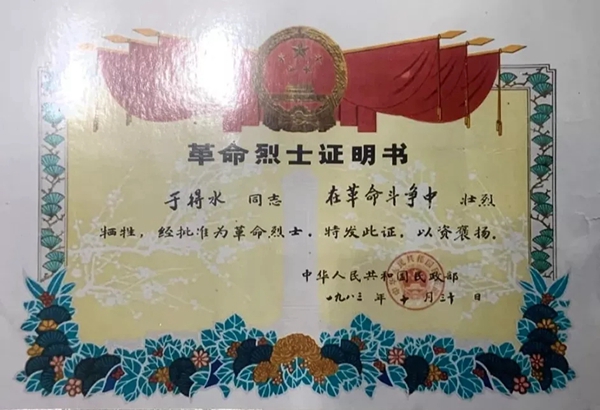 革命烈士证明书
于得水 同志 在革命斗争中 壮烈
牺牲，经批准为革命烈士。特发此证，以资褒扬。
中华人民共和国民政部
一九八三年十月三十日